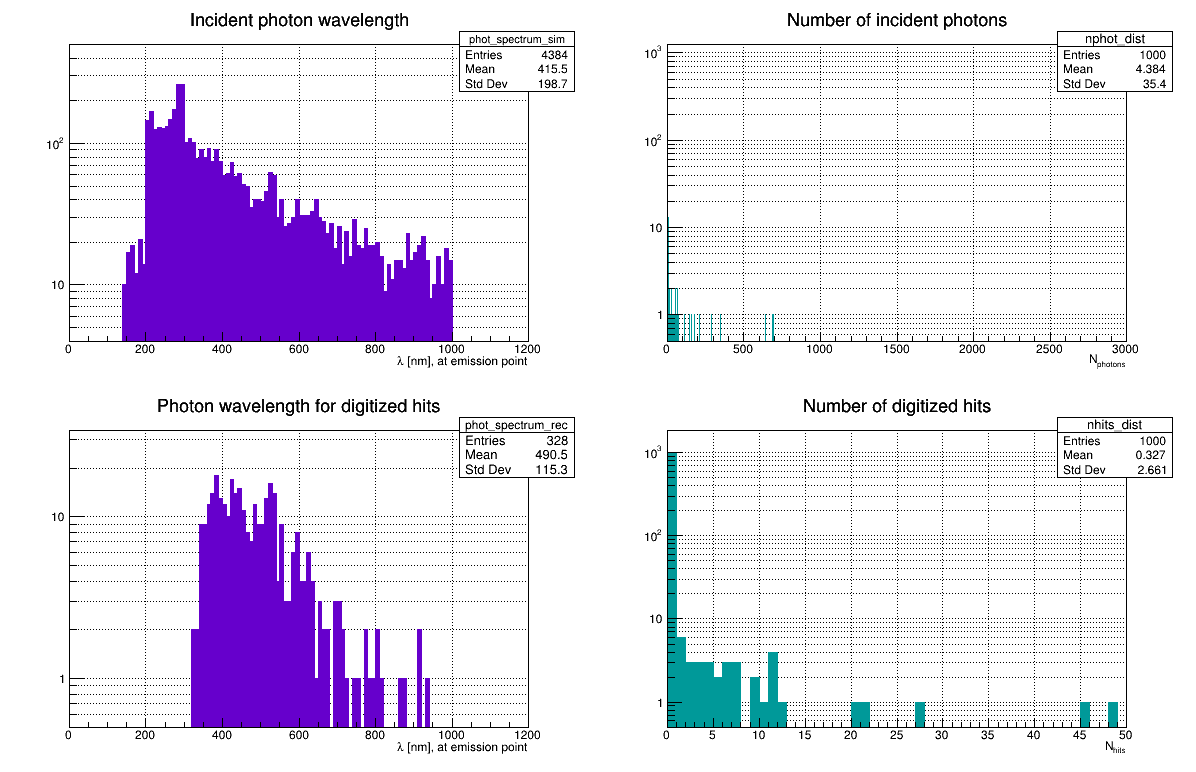 Incident photon wavelength
phot_spectrum_sim
Entries 4384
Mean 415.5
Std Dev 198.7
10²
10
0 200 400 600 800 1000 1200
λ [nm], at emission point
Number of incident photons
nphot_dist
Entries 1000
Mean 4.384
Std Dev 35.4
10³
10²
10
1
0 500 1000 1500 2000 2500 3000
Nphotons
Photon wavelength for digitized hits
phot_spectrum_rec
Entries 328
Mean 490.5
Std Dev 115.3
10
1
0 200 400 600 800 1000 1200
λ [nm], at emission point
Number of digitized hits
nhits_dist
Entries 1000
Mean 0.327
Std Dev 2.661
10³
10²
10
1
0 5 10 15 20 25 30 35 40 45 50
Nhits